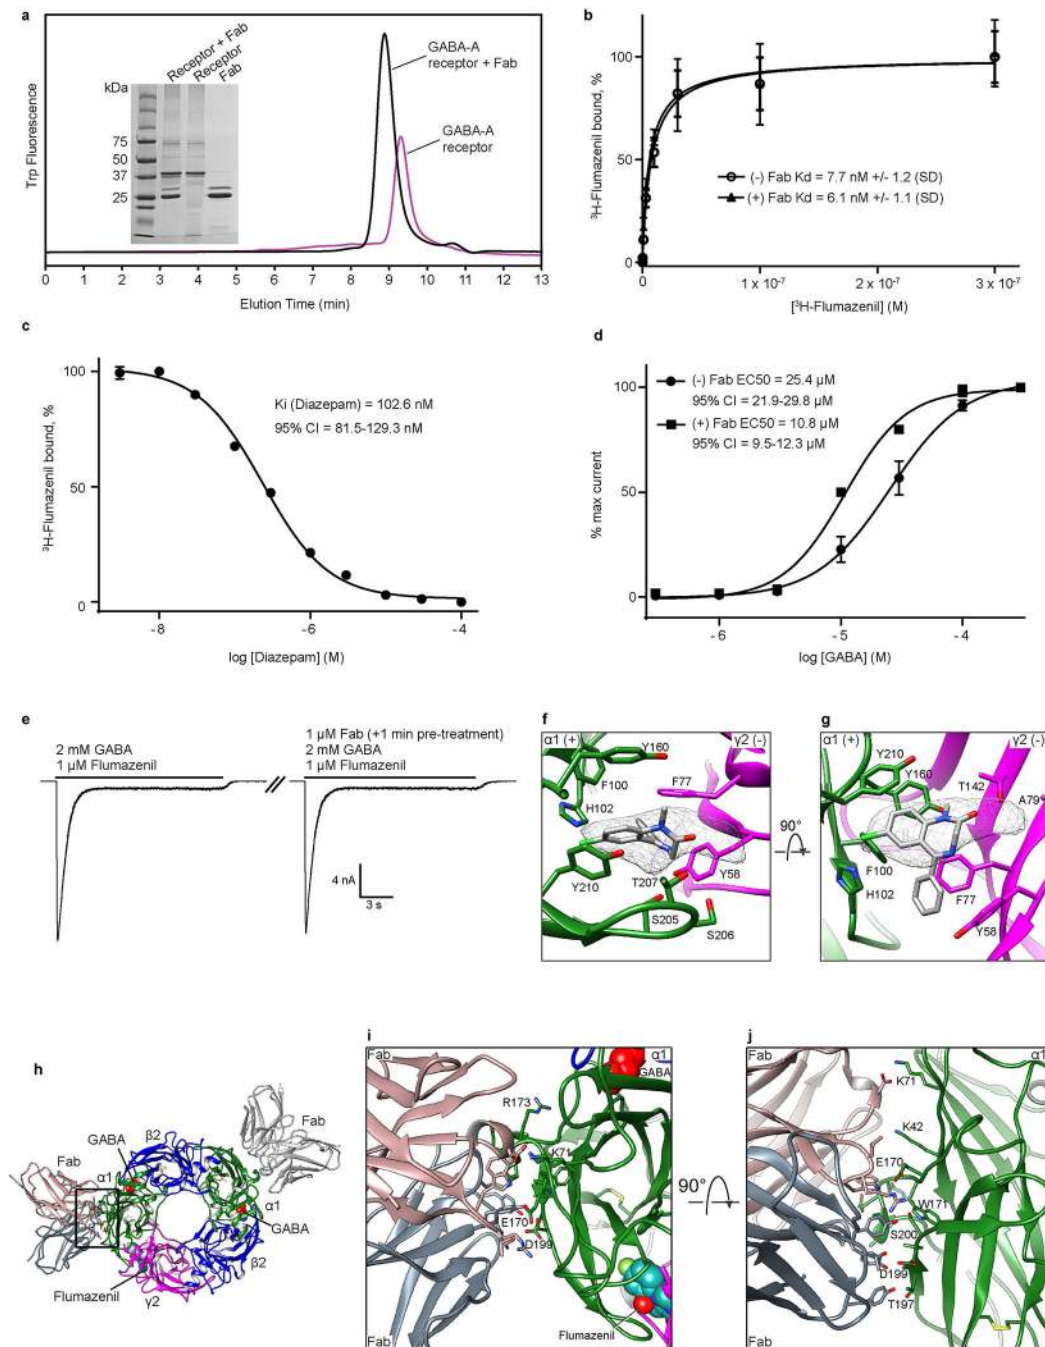 a
GABA-A
receptor + Fab
GABA-A
receptor
Receptor + Fab
Receptor
Fab
kDa
75
50
37
25
Trp Fluorescence
0 1 2 3 4 5 6 7 8 9 10 11 12 13
Elution Time (min)
b
³H-Flumazenil bound, %
100
50
0
(-) Fab Kd = 7.7 nM +/- 1.2 (SD)
(+) Fab Kd = 6.1 nM +/- 1.1 (SD)
0 1 x 10⁻⁷ 2 x 10⁻⁷ 3 x 10⁻⁷
[³H-Flumazenil] (M)
c
³H-Flumazenil bound, %
100
50
0
Ki (Diazepam) = 102.6 nM
95% CI = 81.5-129.3 nM
-8 -6 -4
log [Diazepam] (M)
d
% max current
100
50
0
(-) Fab EC50 = 25.4 µM
95% CI = 21.9-29.8 µM
(+) Fab EC50 = 10.8 µM
95% CI = 9.5-12.3 µM
-6 -5 -4
log [GABA] (M)
e
2 mM GABA
1 µM Flumazenil
1 µM Fab (+1 min pre-treatment)
2 mM GABA
1 µM Flumazenil
4 nA
3 s
f
α1 (+)
γ2 (-)
Y160
F100
F77
H102
Y210
T207
Y58
S205
S206
90°
g
α1 (+)
γ2 (-)
Y210
Y160
T142
A79
F100
H102
F77
Y58
h
GABA
β2
Fab
Fab
α1
α1
GABA
β2
Flumazenil
γ2
i
Fab
α1
GABA
R173
K71
E170
D199
Flumazenil
Fab
90°
j
Fab
α1
K71
K42
E170
W171
S200
D199
T197
Fab